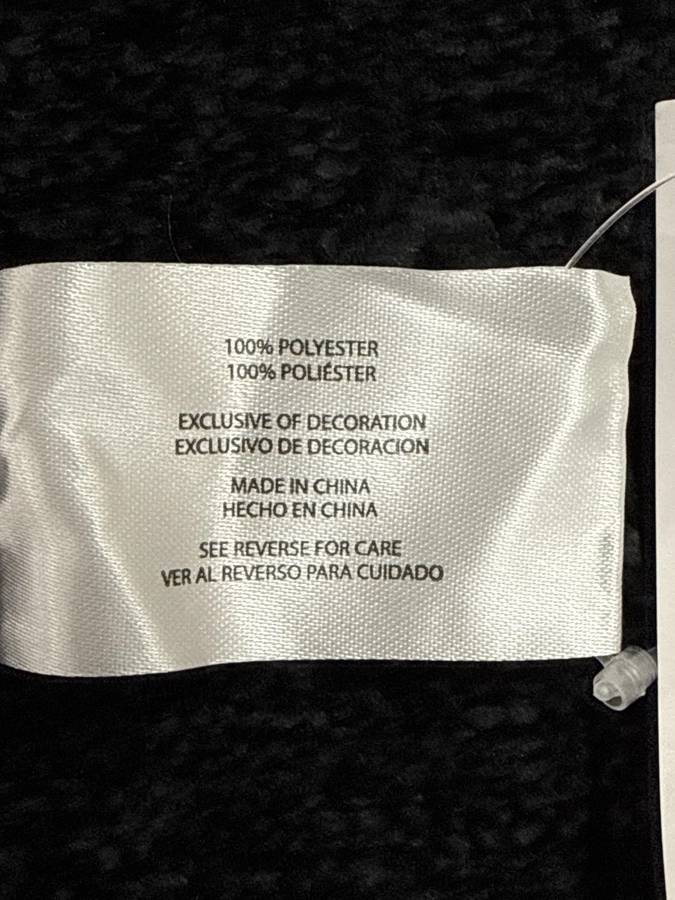 100% POLYESTER
100% POLIÉSTER
EXCLUSIVE OF DECORATION
EXCLUSIVO DE DECORACION
MADE IN CHINA
HECHO EN CHINA
SEE REVERSE FOR CARE
VER AL REVERSO PARA CUIDADO